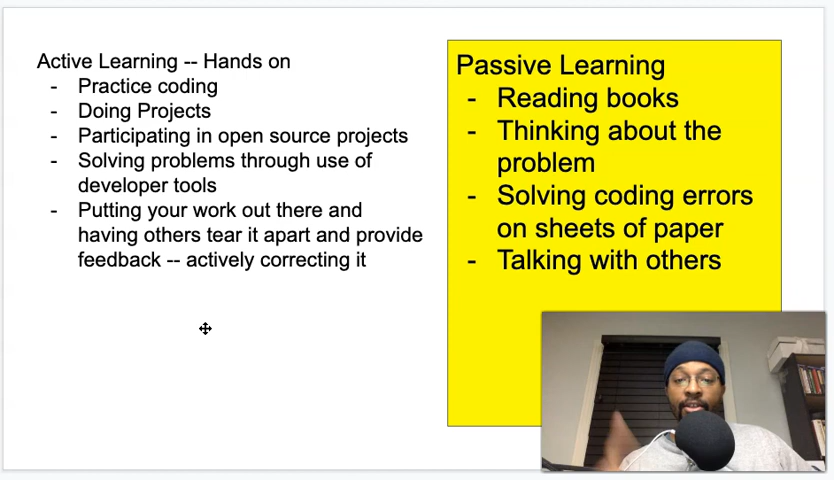 Active Learning -- Hands on
- Practice coding
- Doing Projects
- Participating in open source projects
- Solving problems through use of
developer tools
- Putting your work out there and
having others tear it apart and provide
feedback -- actively correcting it
Passive Learning
- Reading books
- Thinking about the
problem
- Solving coding errors
on sheets of paper
- Talking with others